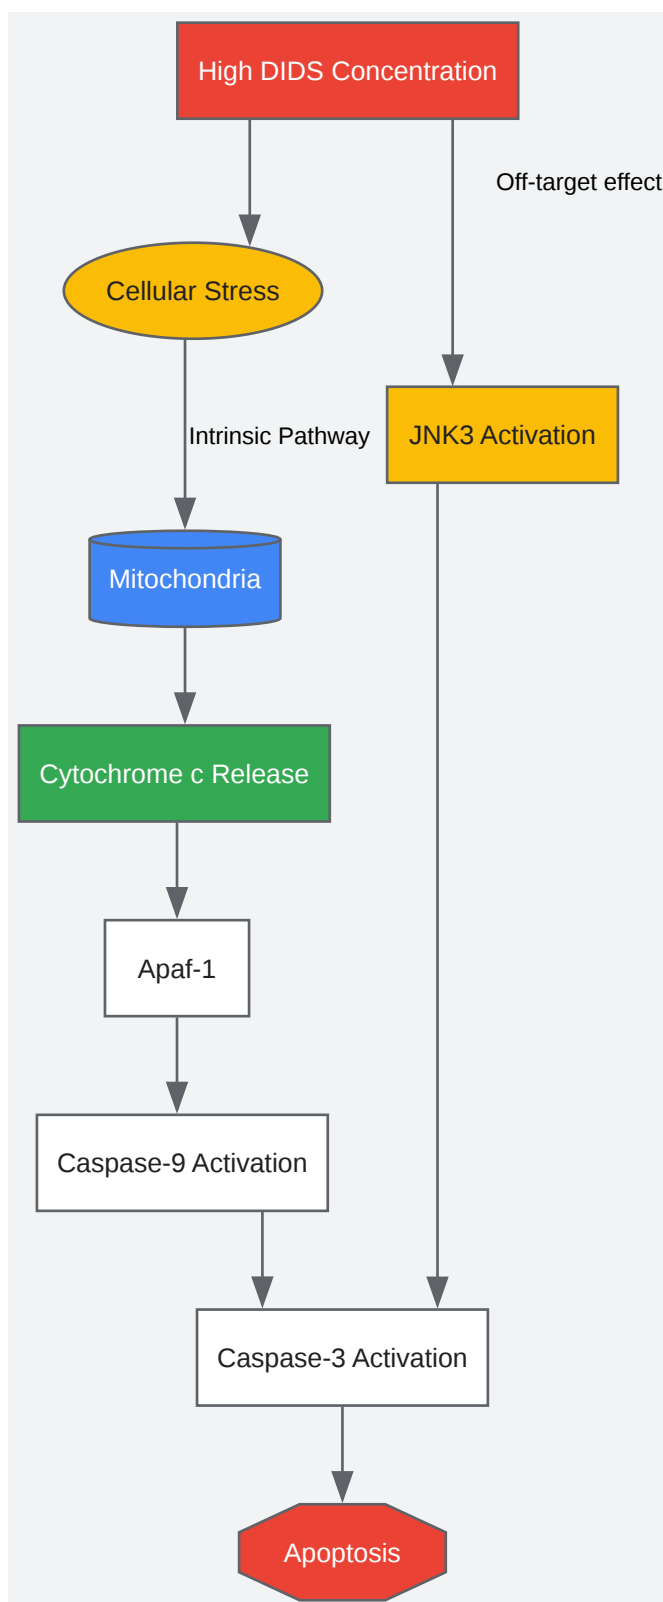 High DIDS Concentration
Off-target effect
Cellular Stress
Intrinsic Pathway
JNK3 Activation
Mitochondria
Cytochrome c Release
Apaf-1
Caspase-9 Activation
Caspase-3 Activation
Apoptosis